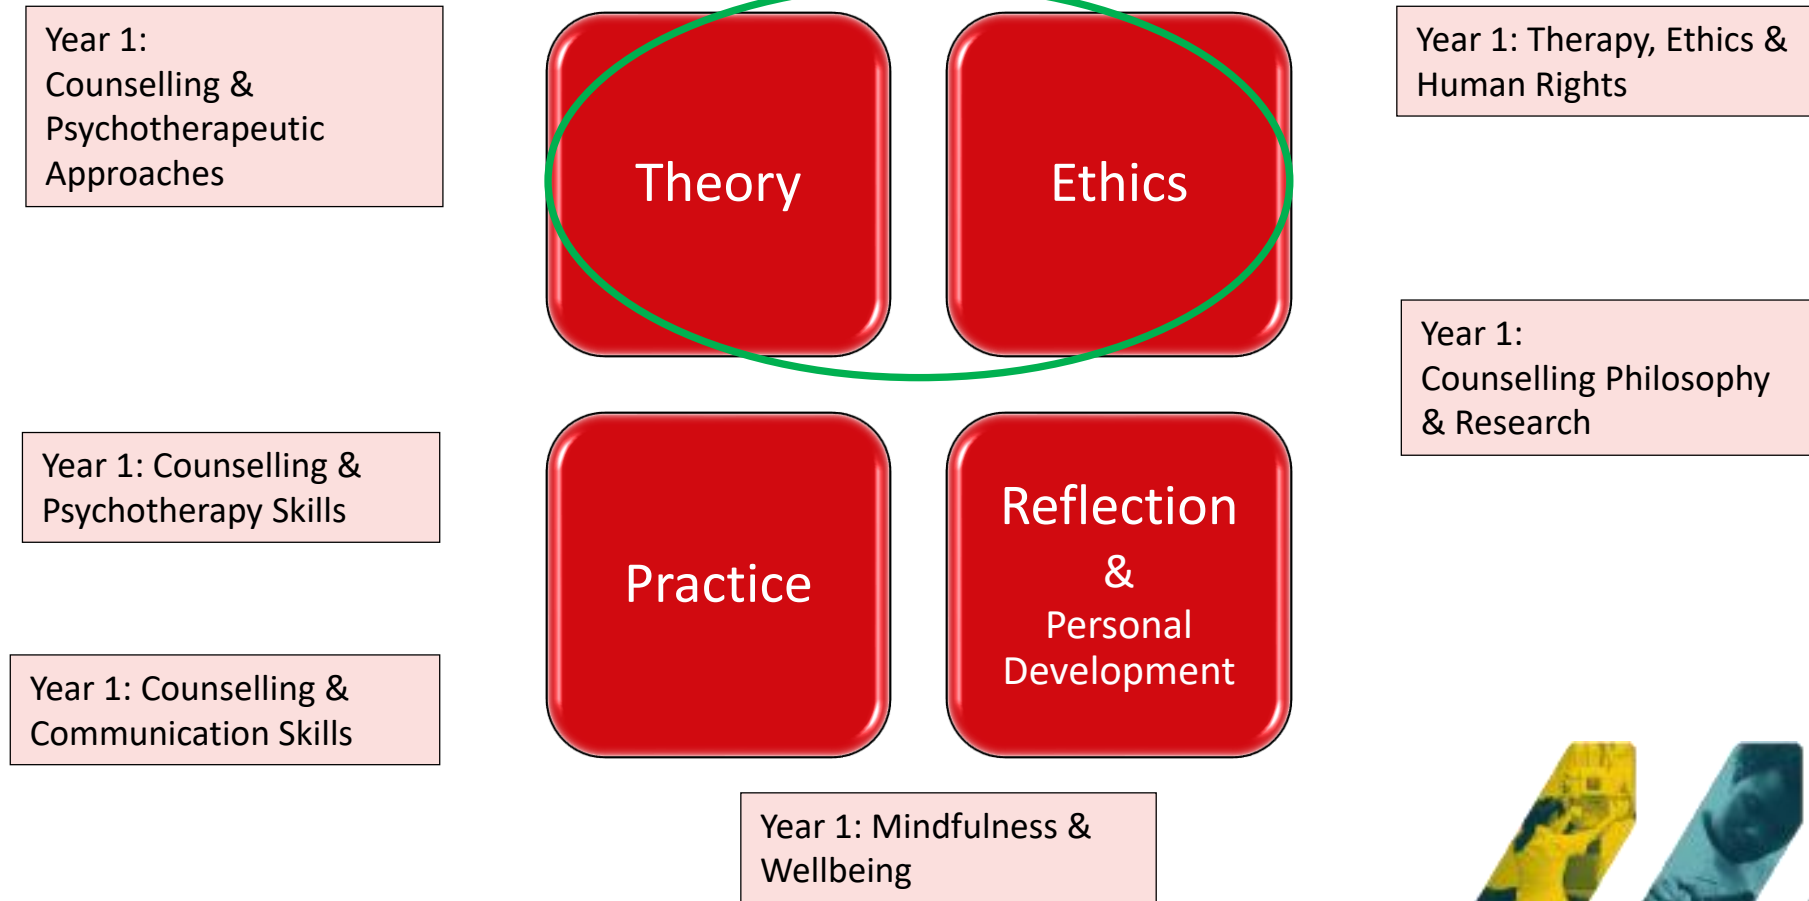 Year 1:
Counselling &
Psychotherapeutic
Approaches
Theory
Ethics
Year 1: Therapy, Ethics &
Human Rights
Year 1:
Counselling Philosophy
& Research
Year 1: Counselling &
Psychotherapy Skills
Practice
Reflection
&
Personal
Development
Year 1: Counselling &
Communication Skills
Year 1: Mindfulness &
Wellbeing